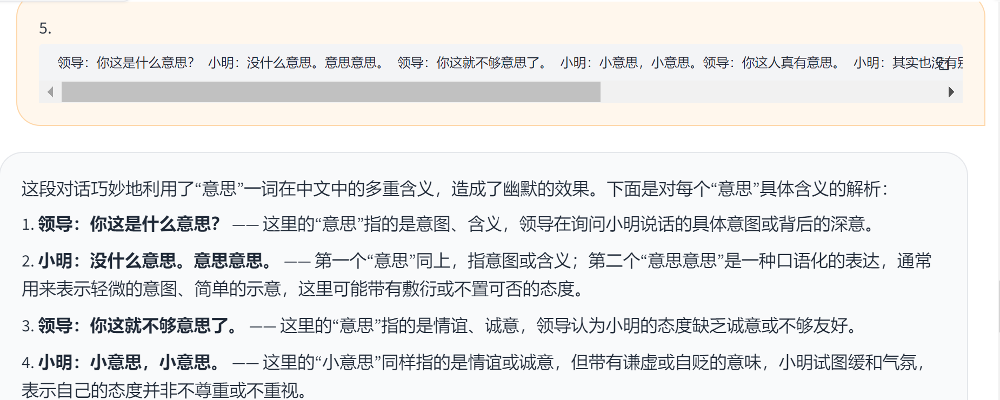 5.
领导：你这是什么意思？ 小明：没什么意思。意思意思。 领导：你这就不够意思了。 小明：小意思，小意思。领导：你这人真有意思。 小明：其实也没有别
这段对话巧妙地利用了“意思”一词在中文中的多重含义，造成了幽默的效果。下面是对每个“意思”具体含义的解析：
1. 领导：你这是什么意思？ —— 这里的“意思”指的是意图、含义，领导在询问小明说话的具体意图或背后的深意。
2. 小明：没什么意思。意思意思。 —— 第一个“意思”同上，指意图或含义；第二个“意思意思”是一种口语化的表达，通常
用来表示轻微的意图、简单的示意，这里可能带有敷衍或不置可否的态度。
3. 领导：你这就不够意思了。 —— 这里的“意思”指的是情谊、诚意，领导认为小明的态度缺乏诚意或不够友好。
4. 小明：小意思，小意思。 —— 这里的“小意思”同样指的是情谊或诚意，但带有谦虚或自贬的意味，小明试图缓和气氛，
表示自己的态度并非不尊重或不重视。